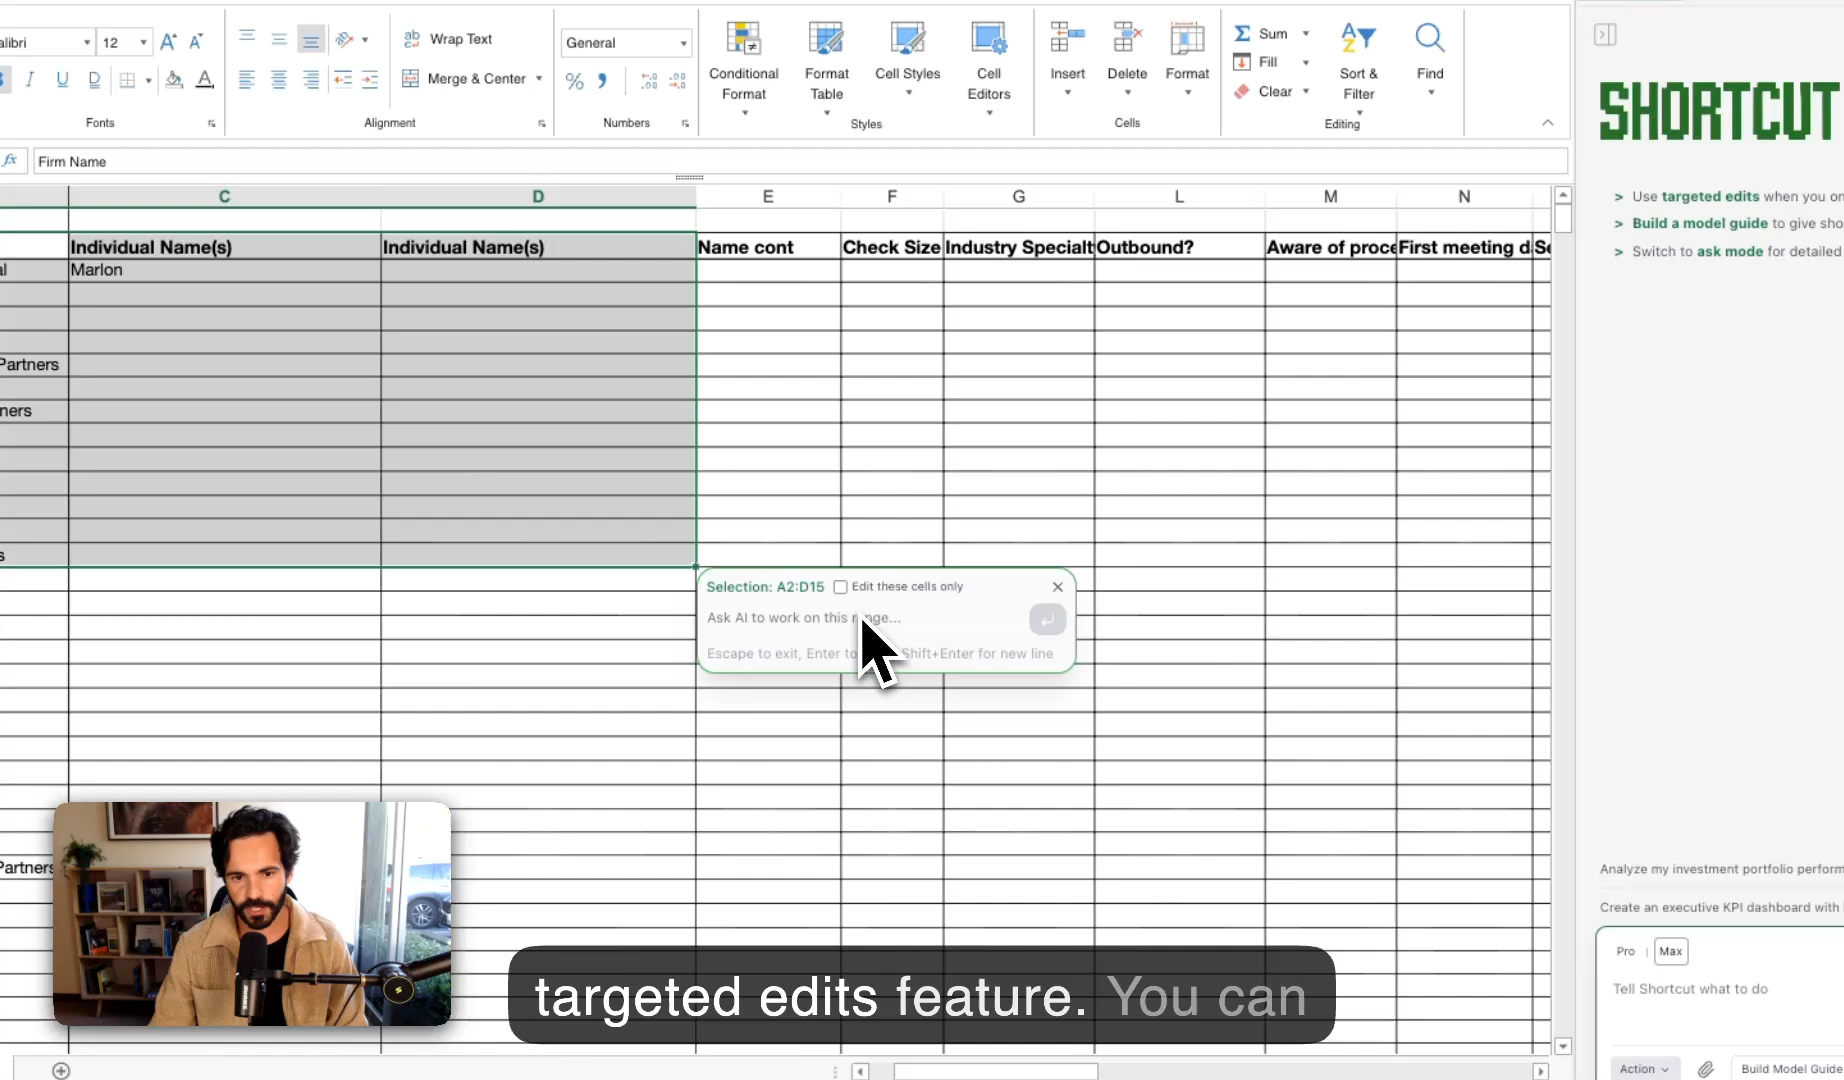 alibri
12
Wrap Text
General
Merge & Center
Conditional Format
Format Table
Cell Styles
Cell Editors
Insert
Delete
Format
Sum
Fill
Clear
Sort & Filter
Find
Fonts
Alignment
Numbers
Styles
Cells
Editing
fx Firm Name
C D E F G L M N
Individual Name(s) Individual Name(s) Name cont Check Size Industry Specialt Outbound? Aware of proce First meeting d Se
al Marlon
Partners
ners
s
Selection: A2:D15 Edit these cells only
Ask AI to work on this
Escape to exit, Enter to Shift+Enter for new line
Partners
targeted edits feature. You can
SHORTCUT
> Use targeted edits when you on
> Build a model guide to give sho
> Switch to ask mode for detailed
Analyze my investment portfolio perform
Create an executive KPI dashboard with
Pro | Max
Tell Shortcut what to do
Action
Build Model Guide